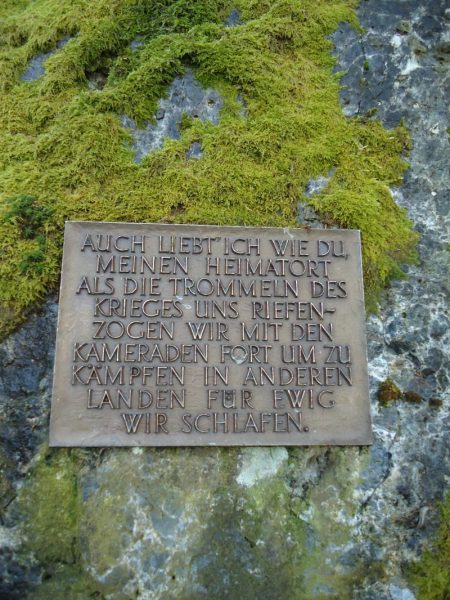 AUCH LIEBT' ICH WIE DU,
MEINEN HEIMATORT
ALS DIE TROMMELN DES
KRIEGES UNS RIEFEN-
ZOGEN WIR MIT DEN
KAMERADEN FORT UM ZU
KÄMPFEN IN ANDEREN
LANDEN FÜR EWIG
WIR SCHLAFEN.